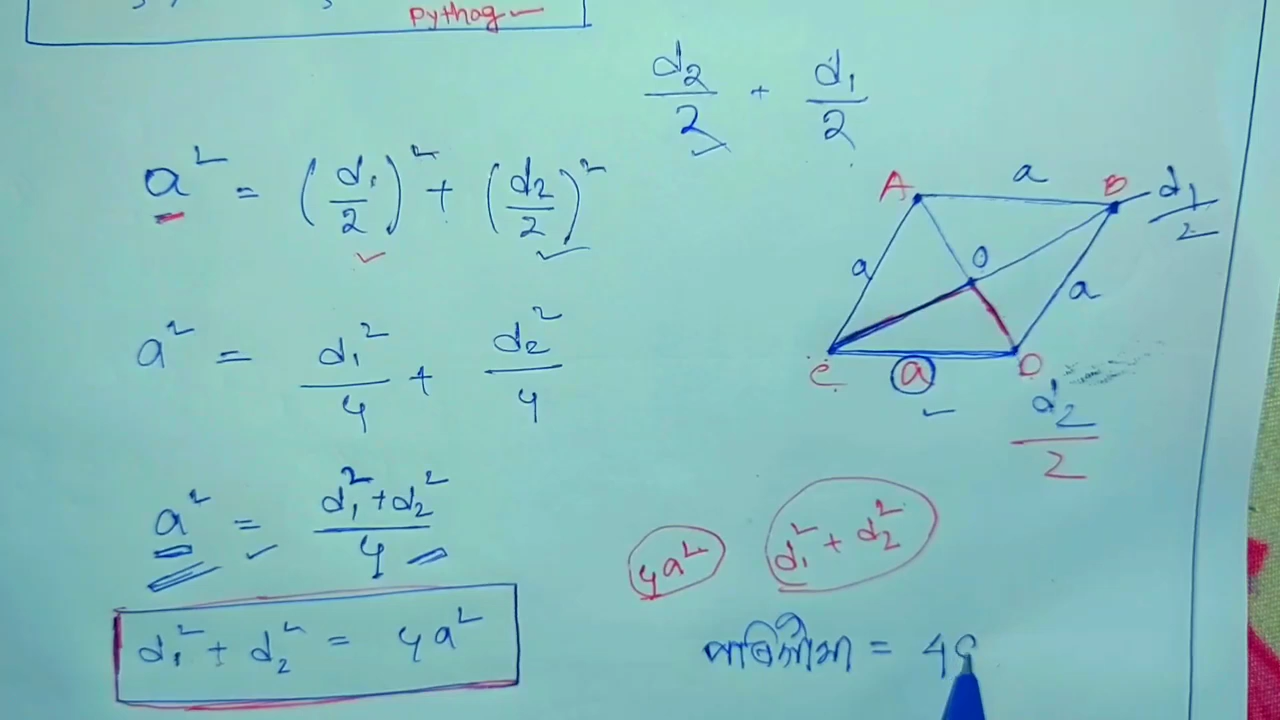 pythag
d₂/2 + d₁/2
a² = (d₁/2)² + (d₂/2)²
A a B d₁/2
a O a
C a D
d₂/2
a² = d₁²/4 + d₂²/4
a² = (d₁² + d₂²)/4
4a² d₁² + d₂²
d₁² + d₂² = 4a²
পৰিসীমা = 4a